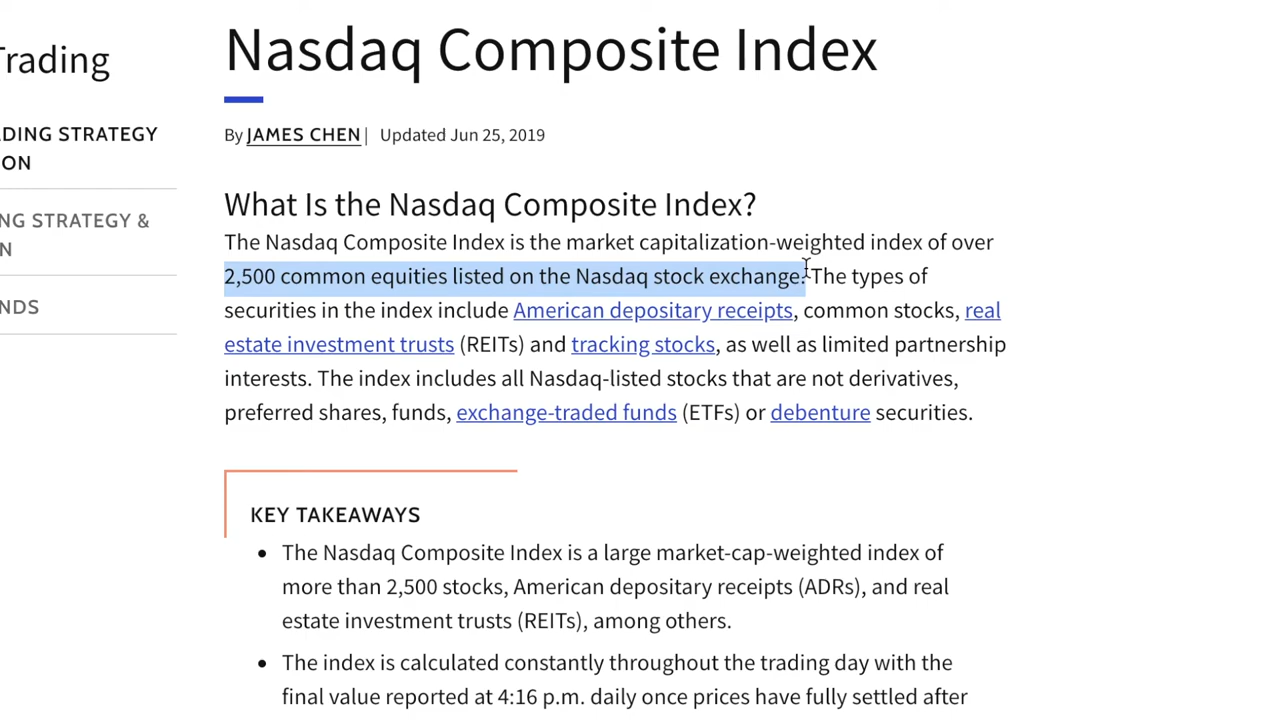 Nasdaq Composite Index
Trading
By JAMES CHEN | Updated Jun 25, 2019
ADING STRATEGY
ON
What Is the Nasdaq Composite Index?
NG STRATEGY &
N
NDS
The Nasdaq Composite Index is the market capitalization-weighted index of over
2,500 common equities listed on the Nasdaq stock exchange. The types of
securities in the index include American depositary receipts, common stocks, real
estate investment trusts (REITs) and tracking stocks, as well as limited partnership
interests. The index includes all Nasdaq-listed stocks that are not derivatives,
preferred shares, funds, exchange-traded funds (ETFs) or debenture securities.
KEY TAKEAWAYS
• The Nasdaq Composite Index is a large market-cap-weighted index of
more than 2,500 stocks, American depositary receipts (ADRs), and real
estate investment trusts (REITs), among others.
• The index is calculated constantly throughout the trading day with the
final value reported at 4:16 p.m. daily once prices have fully settled after